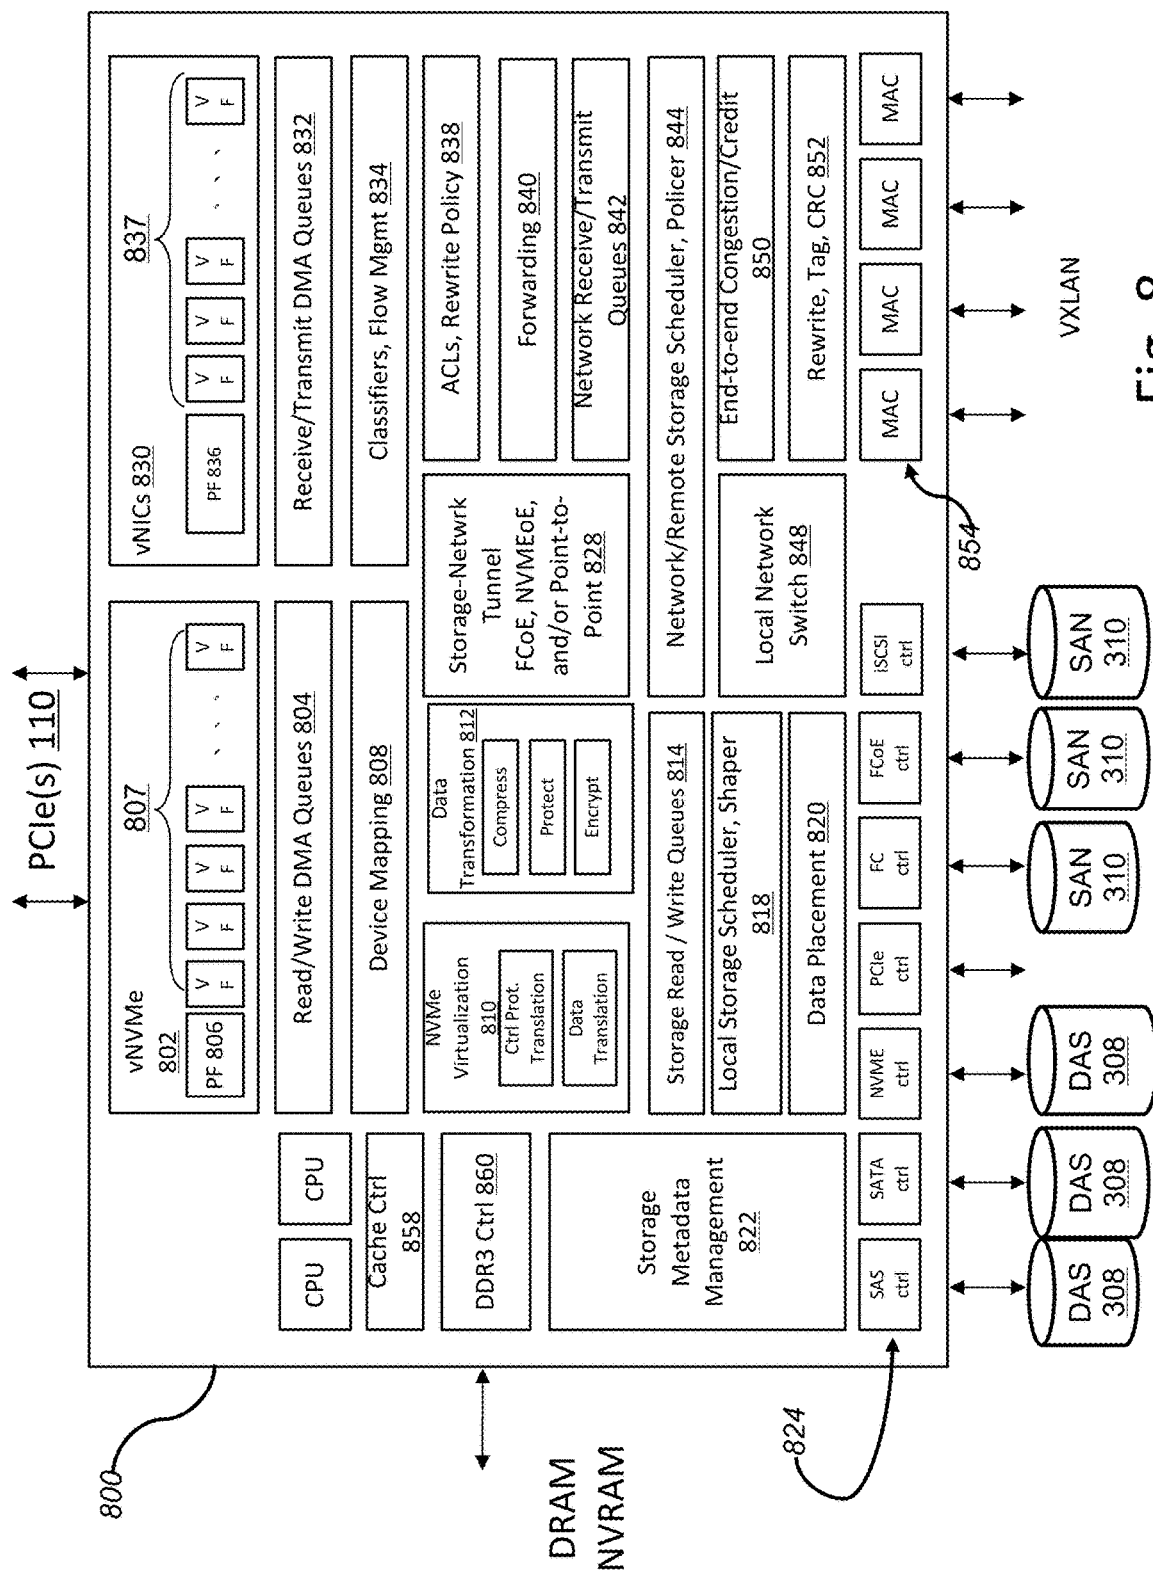 PCIe(s) 110
800
vNVMe
802
PF 806
807
V
F
V
F
V
F
V
F
. . .
V
F
vNICs 830
PF 836
837
V
F
V
F
V
F
. . .
V
F
CPU
CPU
Read/Write DMA Queues 804
Receive/Transmit DMA Queues 832
Cache Ctrl
858
Device Mapping 808
Classifiers, Flow Mgmt 834
DDR3 Ctrl 860
NVMe
Virtualization
810
Ctrl Prot.
Translation
Data
Translation
Data
Transformation 812
Compress
Protect
Encrypt
Storage-Netwrk
Tunnel
FCoE, NVMEoE,
and/or Point-to-
Point 828
ACLs, Rewrite Policy 838
Forwarding 840
Network Receive/Transmit
Queues 842
DRAM
NVRAM
Storage
Metadata
Management
822
Storage Read / Write Queues 814
Network/Remote Storage Scheduler, Policer 844
Local Storage Scheduler, Shaper
818
Local Network
Switch 848
End-to-end Congestion/Credit
850
Data Placement 820
Rewrite, Tag, CRC 852
824
SAS
ctrl
SATA
ctrl
NVME
ctrl
PCIe
ctrl
FC
ctrl
FCoE
ctrl
iSCSI
ctrl
MAC
MAC
MAC
MAC
854
DAS
308
DAS
308
DAS
308
SAN
310
SAN
310
SAN
310
VXLAN